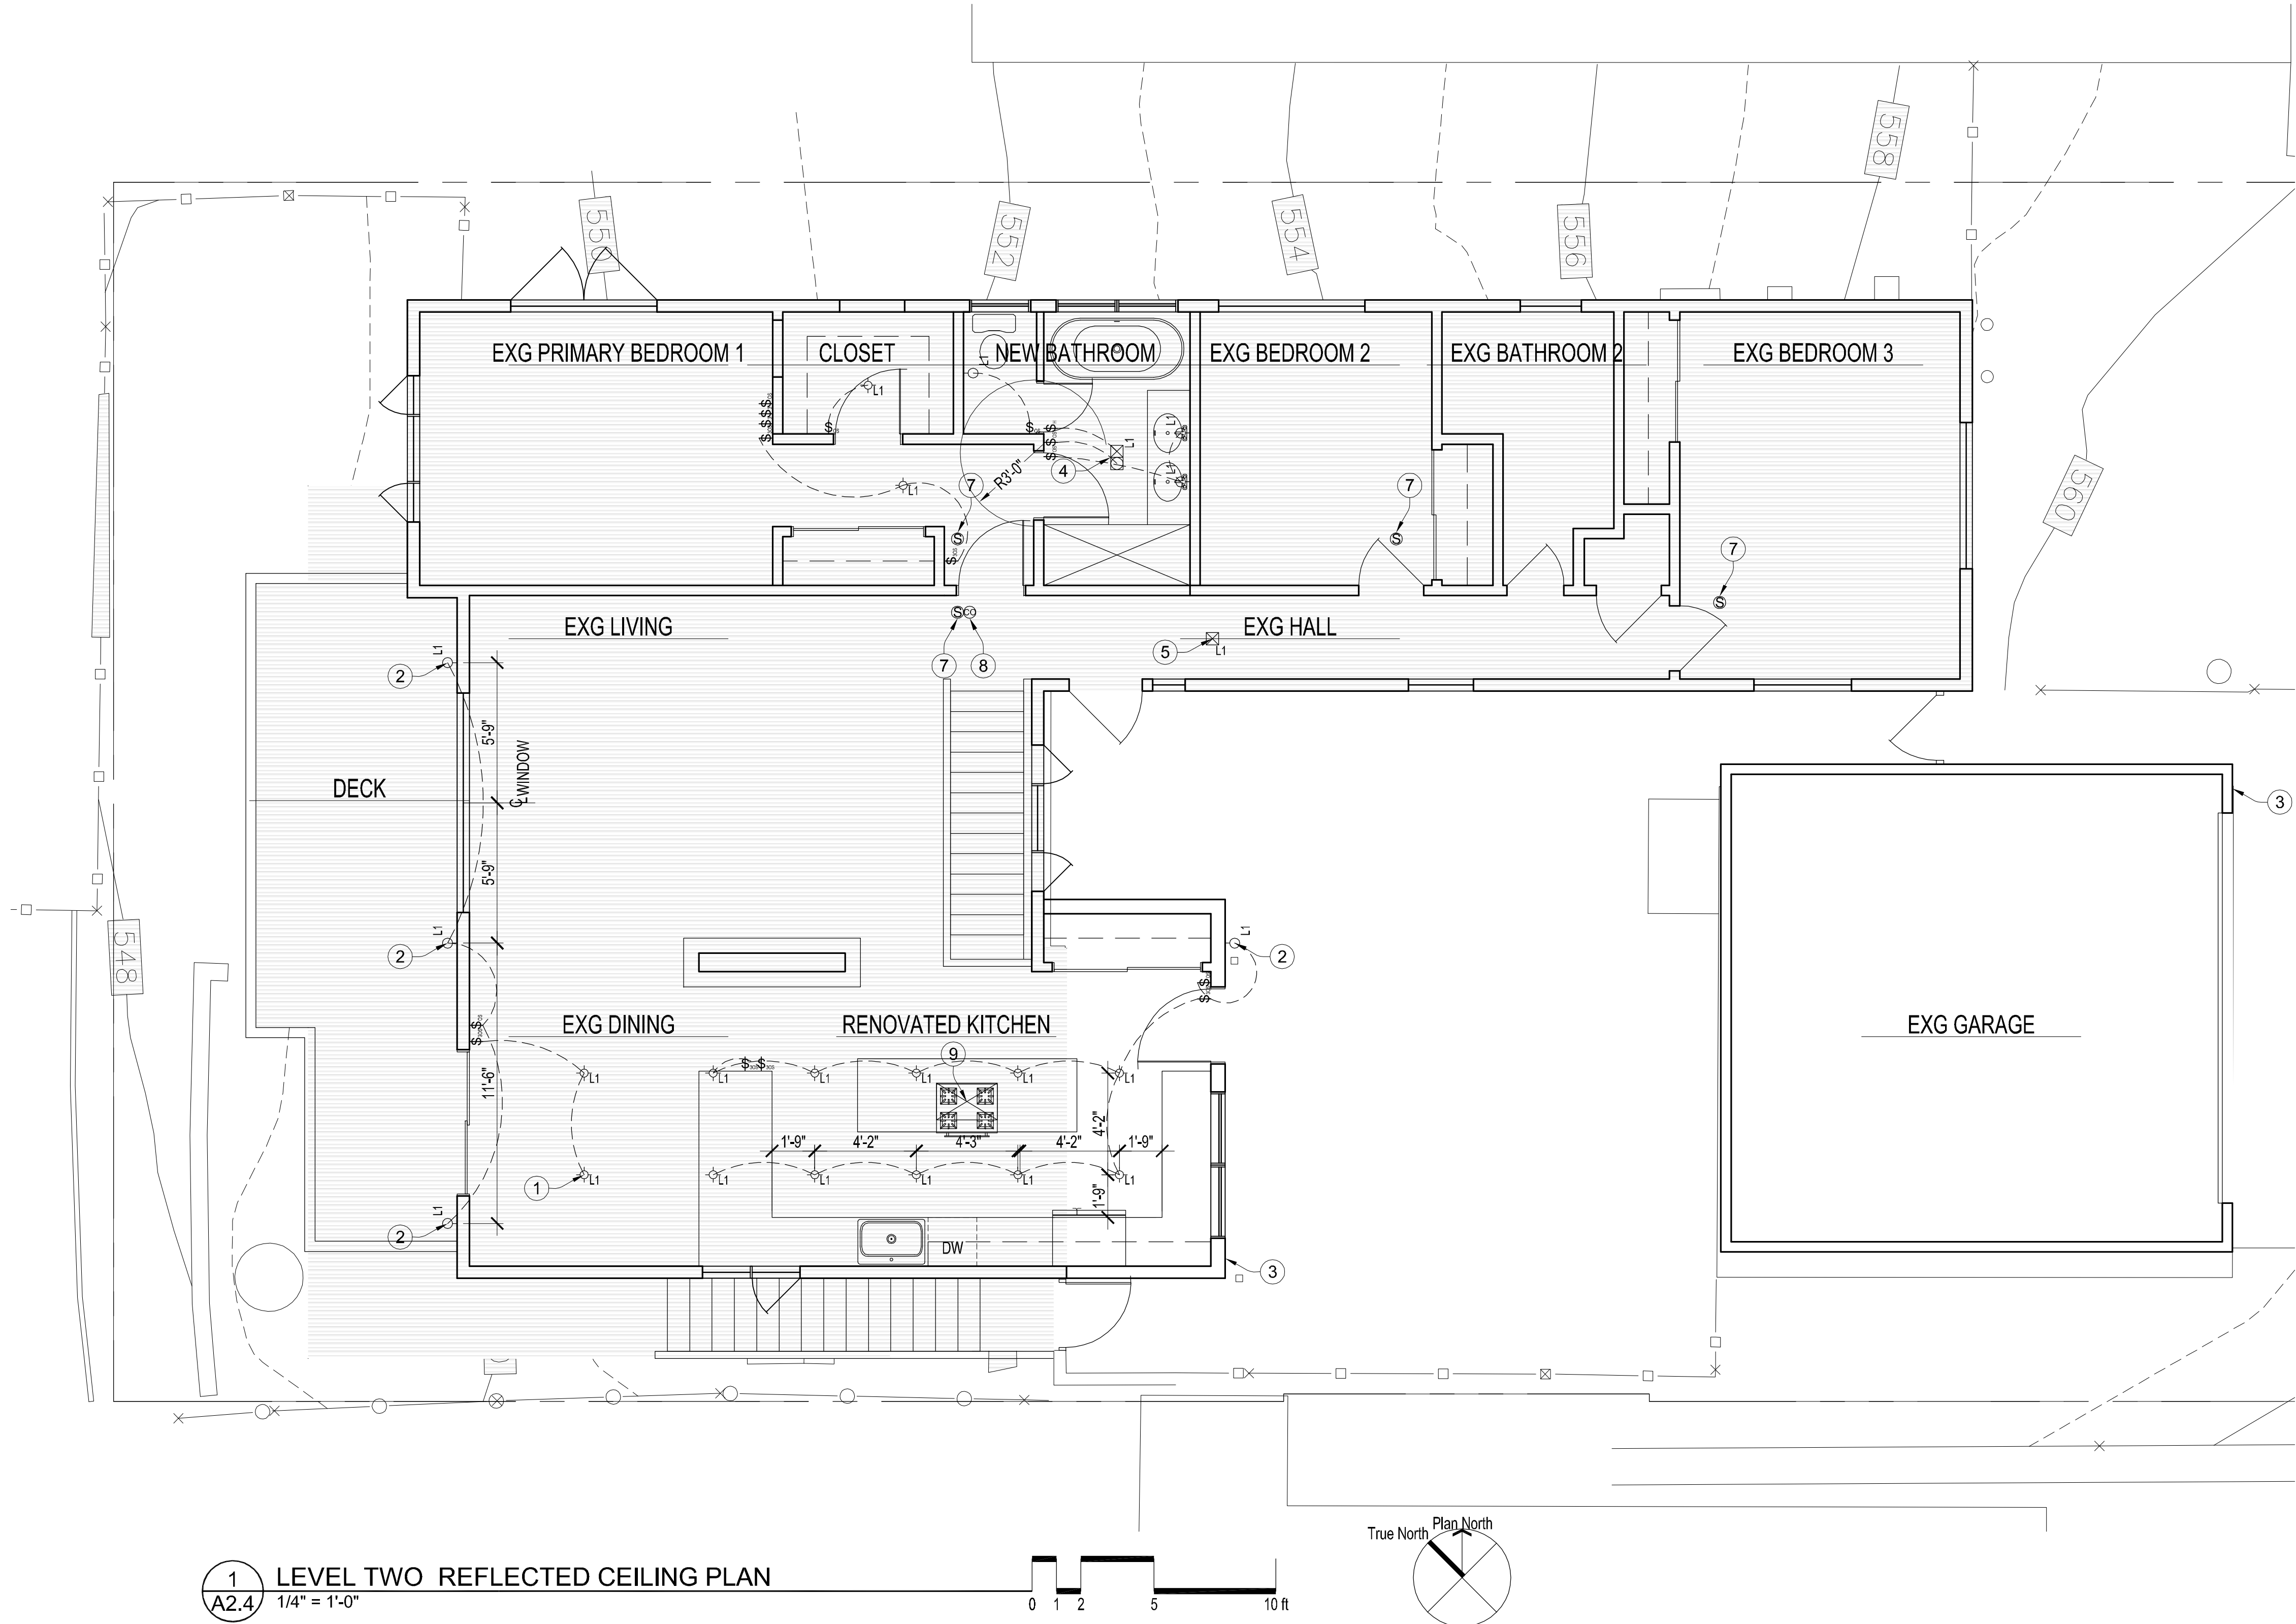 558
550
552
554
556
560
EXG PRIMARY BEDROOM 1
CLOSET
NEW BATHROOM
EXG BEDROOM 2
EXG BATHROOM 2
EXG BEDROOM 3
L1
L1
L1
L1
L1
L1
R3'-0"
4
7
7
7
S
S
S
EXG LIVING
S CO
EXG HALL
L1
7
8
5
L1
2
5'-9"
WINDOW
DECK
3
5'-9"
L1
2
L1
2
548
EXG DINING
RENOVATED KITCHEN
EXG GARAGE
9
11'-6"
L1
L1
L1
L1
L1
L1
4'-2"
1'-9"
4'-2"
4'-3"
4'-2"
1'-9"
1
L1
L1
L1
L1
L1
L1
1'-9"
L1
2
DW
3
True North
Plan North
1
A2.4
LEVEL TWO REFLECTED CEILING PLAN
1/4" = 1'-0"
0 1 2 5 10 ft